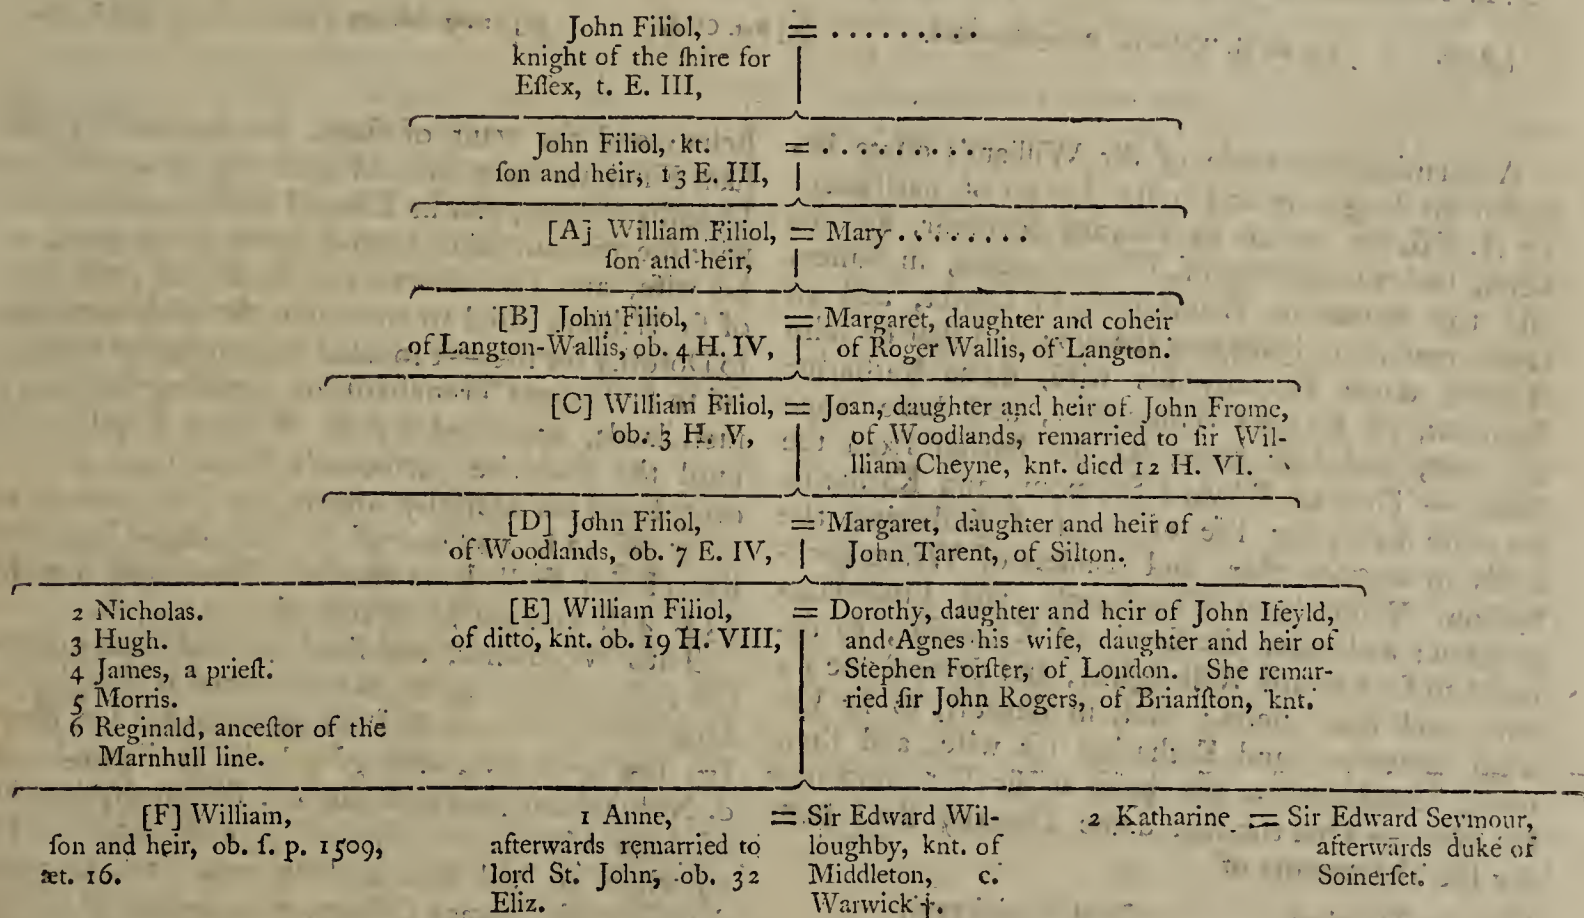 John Filiol, = . . . . . . . . .
knight of the ſhire for
Eſſex, t. E. III,
John Filiol, kt. = . . . . . . . . .
ſon and heir, 13 E. III,
[A] William Filiol, = Mary . . . . . . .
ſon and heir,
[B] John Filiol, = Margaret, daughter and coheir
of Langton-Wallis, ob. 4 H. IV, of Roger Wallis, of Langton.
[C] William Filiol, = Joan, daughter and heir of John Frome,
ob. 3 H. V, of Woodlands, remarried to ſir Wil-
lliam Cheyne, knt. died 12 H. VI.
[D] John Filiol, = Margaret, daughter and heir of
of Woodlands, ob. 7 E. IV, John Tarent, of Silton.
2 Nicholas.
3 Hugh.
4 James, a prieſt.
5 Morris.
6 Reginald, anceſtor of the
Marnhull line.
[E] William Filiol, = Dorothy, daughter and heir of John Ifeyld,
of ditto, knt. ob. 19 H. VIII, and Agnes his wife, daughter and heir of
Stephen Forſter, of London. She remar-
ried ſir John Rogers, of Brianſton, knt.
[F] William,
ſon and heir, ob. ſ. p. 1509,
æt. 16.
1 Anne, = Sir Edward Wil-
afterwards remarried to loughby, knt. of
lord St. John, ob. 32 Middleton, c.
Eliz. Warwick †.
2 Katharine = Sir Edward Seymour,
afterwards duke of
Somerſet.